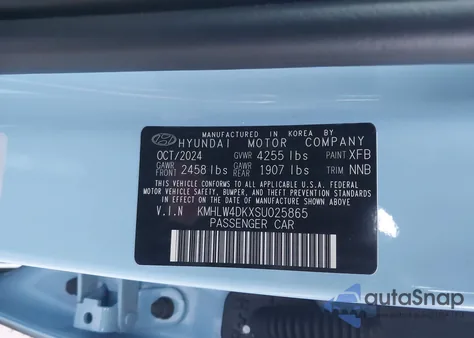 MANUFACTURED IN KOREA BY
HYUNDAI MOTOR COMPANY
OCT/2024 GVWR 4255 lbs PAINT XFB
GAWR FRONT 2458 lbs GAWR REAR 1907 lbs TRIM NNB
THIS VEHICLE CONFORMS TO ALL APPLICABLE U.S.A. FEDERAL
MOTOR VEHICLE SAFETY, BUMPER, AND THEFT PREVENTION
STANDARDS IN EFFECT ON THE DATE OF MANUFACTURE SHOWN ABOVE.
V.I.N KMHLW4DKXSU025865
PASSENGER CAR
autaSnap